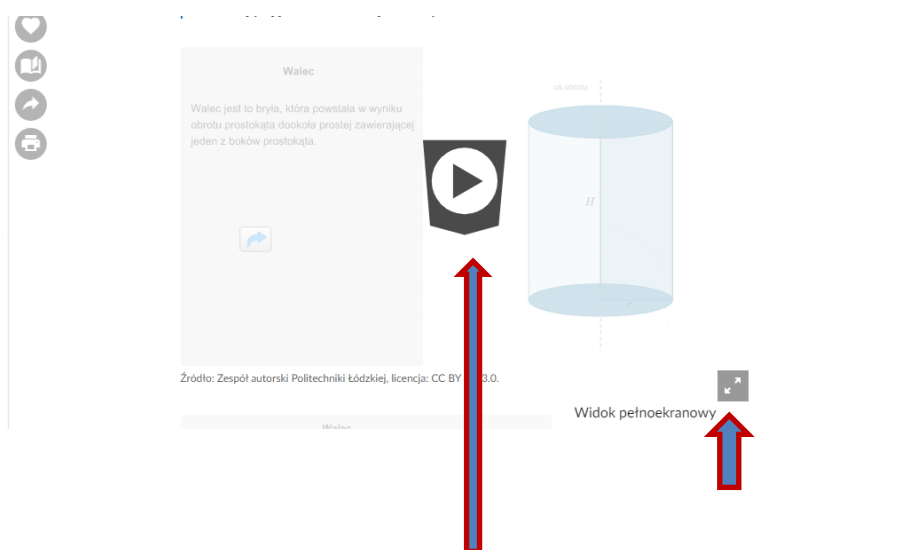 Walec
Walec jest to bryła, która powstała w wyniku
obrotu prostokąta dookoła prostej zawierającej
jeden z boków prostokąta.
oś obrotu
H
r
Źródło: Zespół autorski Politechniki Łódzkiej, licencja: CC BY 3.0.
Widok pełnoekranowy
Walec